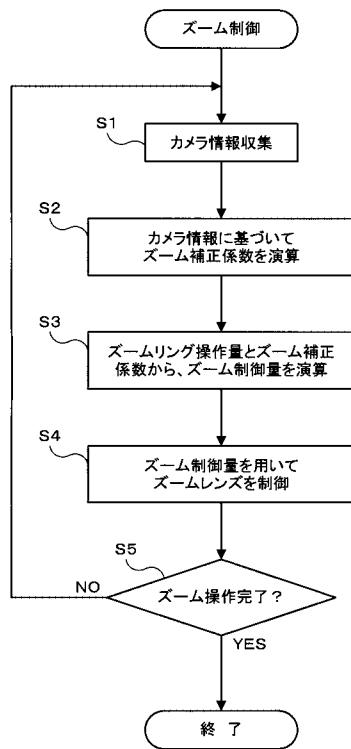 ズーム制御
S1
カメラ情報収集
S2
カメラ情報に基づいて
ズーム補正係数を演算
S3
ズームリング操作量とズーム補正
係数から、ズーム制御量を演算
S4
ズーム制御量を用いて
ズームレンズを制御
S5
ズーム操作完了？
NO
YES
終 了